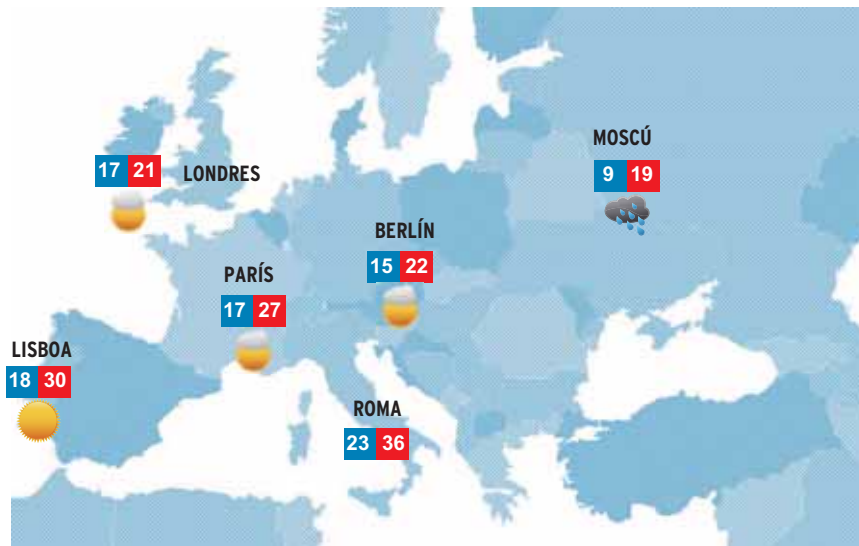 MOSCÚ
9 19
17 21 LONDRES
BERLÍN
15 22
PARÍS
17 27
LISBOA
18 30
ROMA
23 36